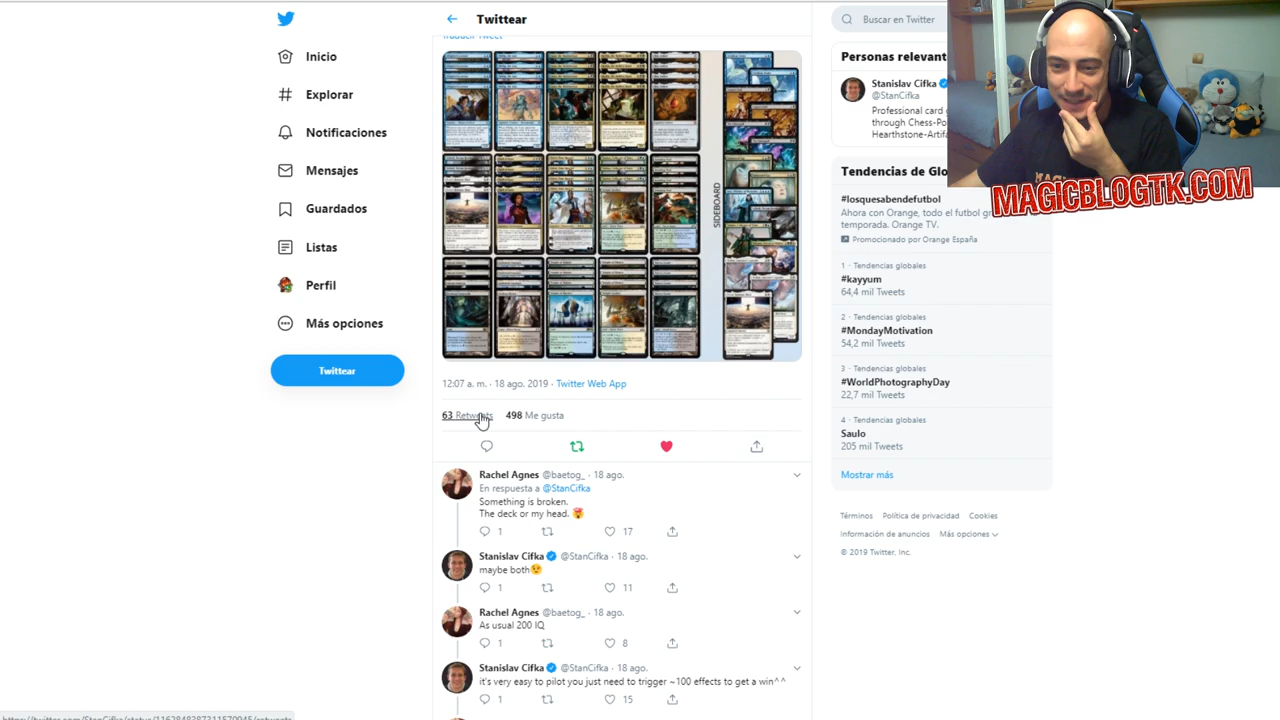 Twittear
Buscar en Twitter
Inicio
Explorar
Notificaciones
Mensajes
Guardados
Listas
Perfil
Más opciones
Twittear
Traducir Tweet
SIDEBOARD
12:07 a. m. · 18 ago. 2019 · Twitter Web App
63 Retweets 498 Me gusta
Rachel Agnes @baetog_ · 18 ago.
En respuesta a @StanCifka
Something is broken.
The deck or my head. 🤯
1 17
Stanislav Cifka @StanCifka · 18 ago.
maybe both😉
1 11
Rachel Agnes @baetog_ · 18 ago.
As usual 200 IQ
1 8
Stanislav Cifka @StanCifka · 18 ago.
it's very easy to pilot you just need to trigger ~100 effects to get a win^^
1 15
Personas relevan
Stanislav Cifka
@StanCifka
Professional card
through Chess-Po
Hearthstone-Artifa
MAGICBLOGTK.COM
Tendencias de Glo
#losquesabendefutbol
Ahora con Orange, todo el futbol
temporada. Orange TV.
Promocionado por Orange España
1 · Tendencias globales
#kayyum
64,4 mil Tweets
2 · Tendencias globales
#MondayMotivation
54,2 mil Tweets
3 · Tendencias globales
#WorldPhotographyDay
22,7 mil Tweets
4 · Tendencias globales
Saulo
205 mil Tweets
Mostrar más
Términos Política de privacidad Cookies
Información de anuncios Más opciones
© 2019 Twitter, Inc.